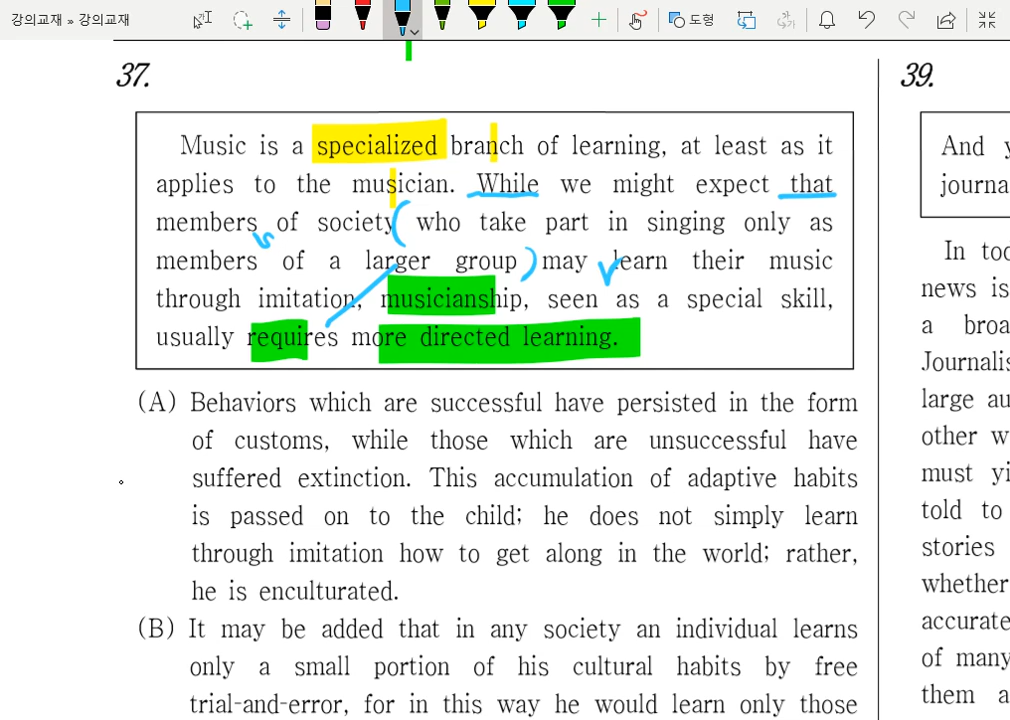 강의교재 » 강의교재
도형
37.
Music is a specialized branch of learning, at least as it
applies to the musician. While we might expect that
members of society who take part in singing only as
members of a larger group may learn their music
through imitation, musicianship, seen as a special skill,
usually requires more directed learning.
(A) Behaviors which are successful have persisted in the form
of customs, while those which are unsuccessful have
suffered extinction. This accumulation of adaptive habits
is passed on to the child; he does not simply learn
through imitation how to get along in the world; rather,
he is enculturated.
(B) It may be added that in any society an individual learns
only a small portion of his cultural habits by free
trial-and-error, for in this way he would learn only those
39.
And
journa
In
news is
a broa
Journalis
large au
other w
must yi
told to
stories
whether
accurate
of many
them a